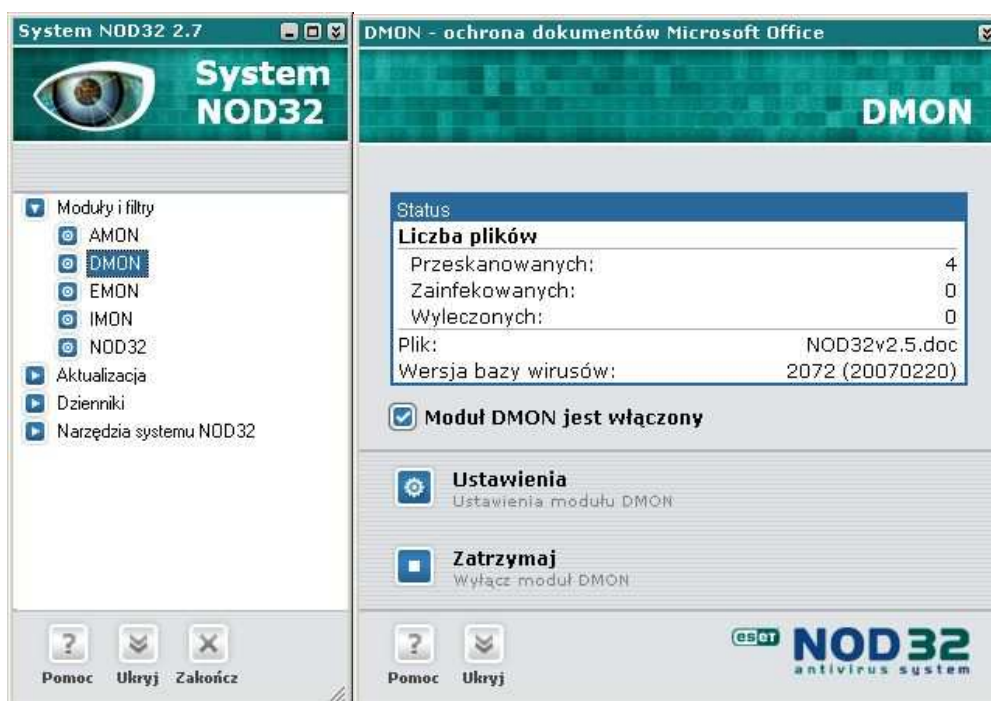 System NOD32 2.7
System
NOD32
Moduły i filtry
AMON
DMON
EMON
IMON
NOD32
Aktualizacja
Dzienniki
Narzędzia systemu NOD32
Pomoc Ukryj Zakończ
DMON - ochrona dokumentów Microsoft Office
DMON
Status
Liczba plików
Przeskanowanych: 4
Zainfekowanych: 0
Wyleczonych: 0
Plik: NOD32v2.5.doc
Wersja bazy wirusów: 2072 (20070220)
Moduł DMON jest włączony
Ustawienia
Ustawienia modułu DMON
Zatrzymaj
Wyłącz moduł DMON
Pomoc Ukryj
eset NOD32
antivirus system